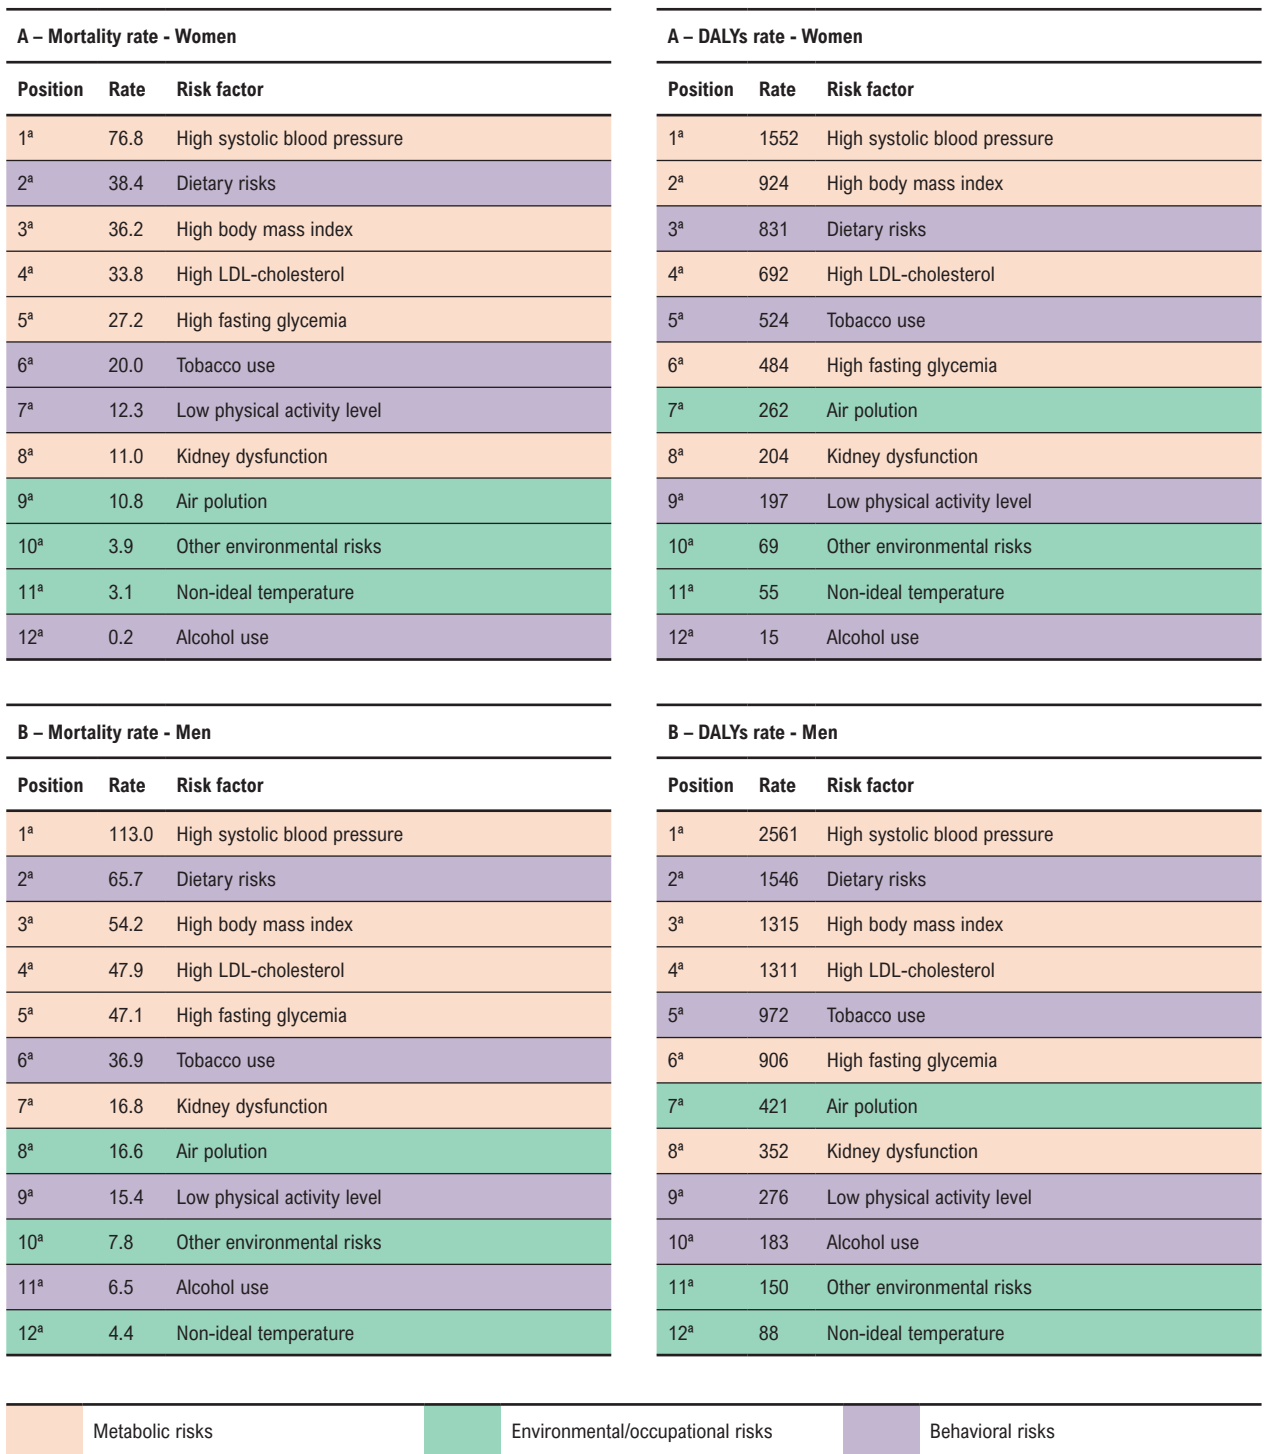 A – Mortality rate - Women
Position Rate Risk factor
1ª 76.8 High systolic blood pressure
2ª 38.4 Dietary risks
3ª 36.2 High body mass index
4ª 33.8 High LDL-cholesterol
5ª 27.2 High fasting glycemia
6ª 20.0 Tobacco use
7ª 12.3 Low physical activity level
8ª 11.0 Kidney dysfunction
9ª 10.8 Air polution
10ª 3.9 Other environmental risks
11ª 3.1 Non-ideal temperature
12ª 0.2 Alcohol use
A – DALYs rate - Women
Position Rate Risk factor
1ª 1552 High systolic blood pressure
2ª 924 High body mass index
3ª 831 Dietary risks
4ª 692 High LDL-cholesterol
5ª 524 Tobacco use
6ª 484 High fasting glycemia
7ª 262 Air polution
8ª 204 Kidney dysfunction
9ª 197 Low physical activity level
10ª 69 Other environmental risks
11ª 55 Non-ideal temperature
12ª 15 Alcohol use
B – Mortality rate - Men
Position Rate Risk factor
1ª 113.0 High systolic blood pressure
2ª 65.7 Dietary risks
3ª 54.2 High body mass index
4ª 47.9 High LDL-cholesterol
5ª 47.1 High fasting glycemia
6ª 36.9 Tobacco use
7ª 16.8 Kidney dysfunction
8ª 16.6 Air polution
9ª 15.4 Low physical activity level
10ª 7.8 Other environmental risks
11ª 6.5 Alcohol use
12ª 4.4 Non-ideal temperature
B – DALYs rate - Men
Position Rate Risk factor
1ª 2561 High systolic blood pressure
2ª 1546 Dietary risks
3ª 1315 High body mass index
4ª 1311 High LDL-cholesterol
5ª 972 Tobacco use
6ª 906 High fasting glycemia
7ª 421 Air polution
8ª 352 Kidney dysfunction
9ª 276 Low physical activity level
10ª 183 Alcohol use
11ª 150 Other environmental risks
12ª 88 Non-ideal temperature
Metabolic risks
Environmental/occupational risks
Behavioral risks